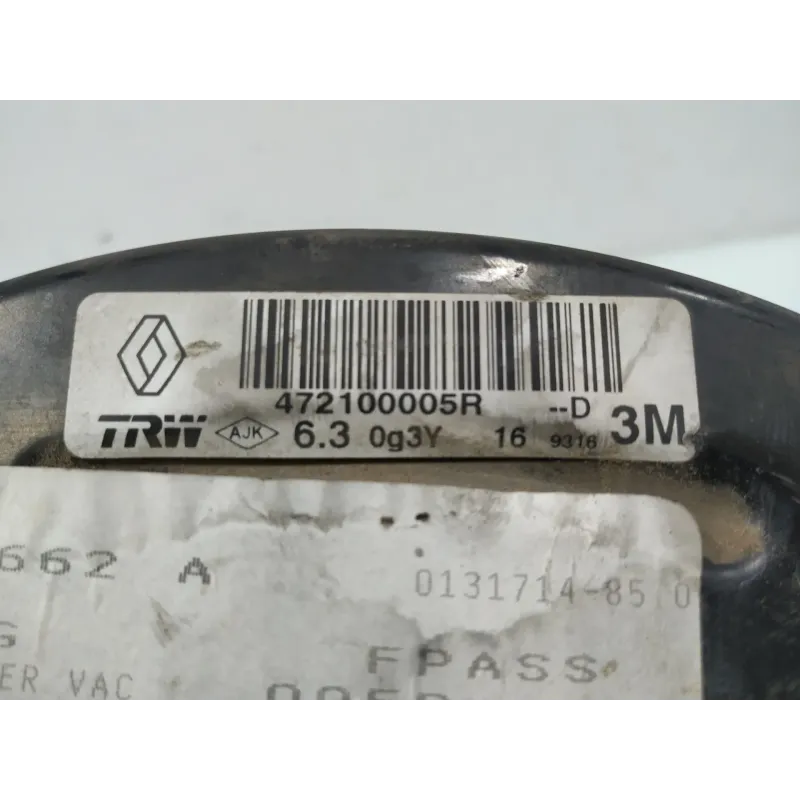 472100005R --D
TRW AJK 6.3 0g3Y 16 9316 3M
662 A
0131714-85 0
G
FPASS
ER VAC